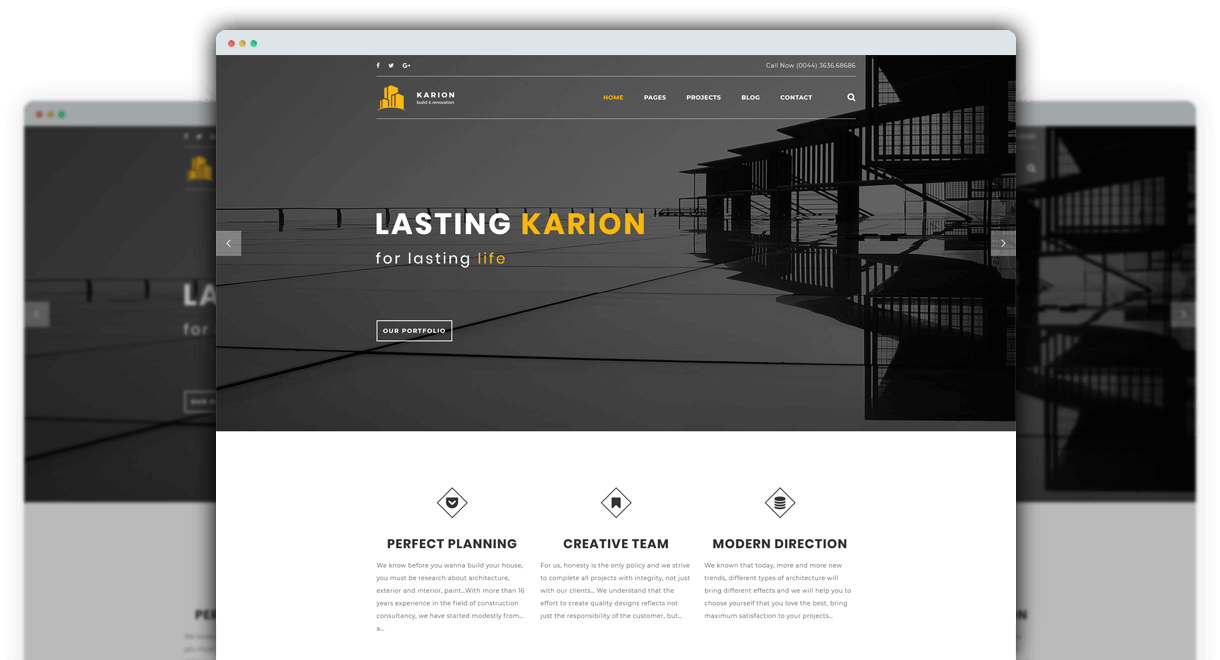 Call Now (0044) 3636.68686
KARION
build & renovation
HOME PAGES PROJECTS BLOG CONTACT
LASTING KARION
for lasting life
OUR PORTFOLIO
LA
for
PERFECT PLANNING
We know before you wanna build your house,
you must be research about architecture,
exterior and interior, paint...With more than 16
years experience in the field of construction
consultancy, we have started modestly from...
a...
CREATIVE TEAM
For us, honesty is the only policy and we strive
to complete all projects with integrity, not just
with our clients... We understand that the
effort to create quality designs reflects not
just the responsibility of the customer, but...
MODERN DIRECTION
We known that today, more and more new
trends, different types of architecture will
bring different effects and we will help you to
choose yourself that you love the best, bring
maximum satisfaction to your projects...